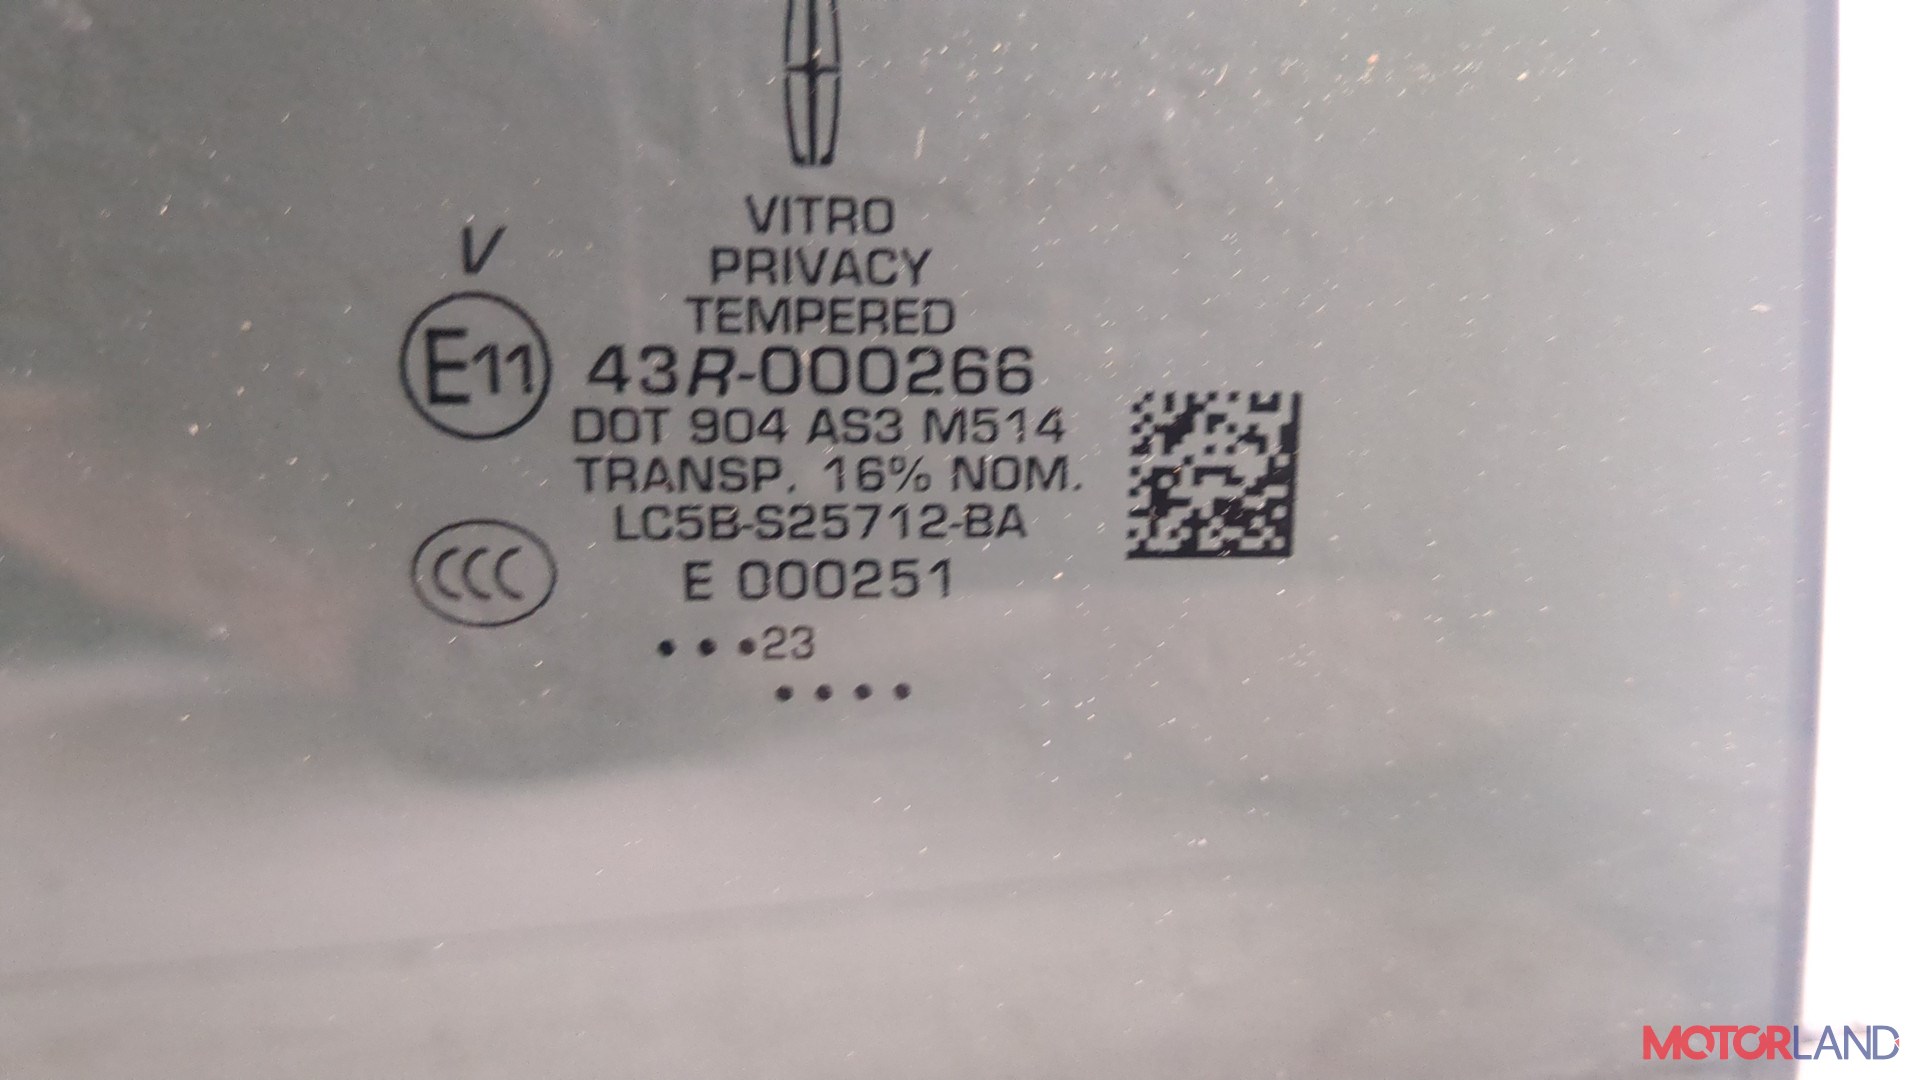 VITRO
V
PRIVACY
TEMPERED
E11 43R-000266
DOT 904 AS3 M514
TRANSP. 16% NOM.
LC5B-S25712-BA
CCC
E 000251
• • •23
• • • •
MOTORLAND